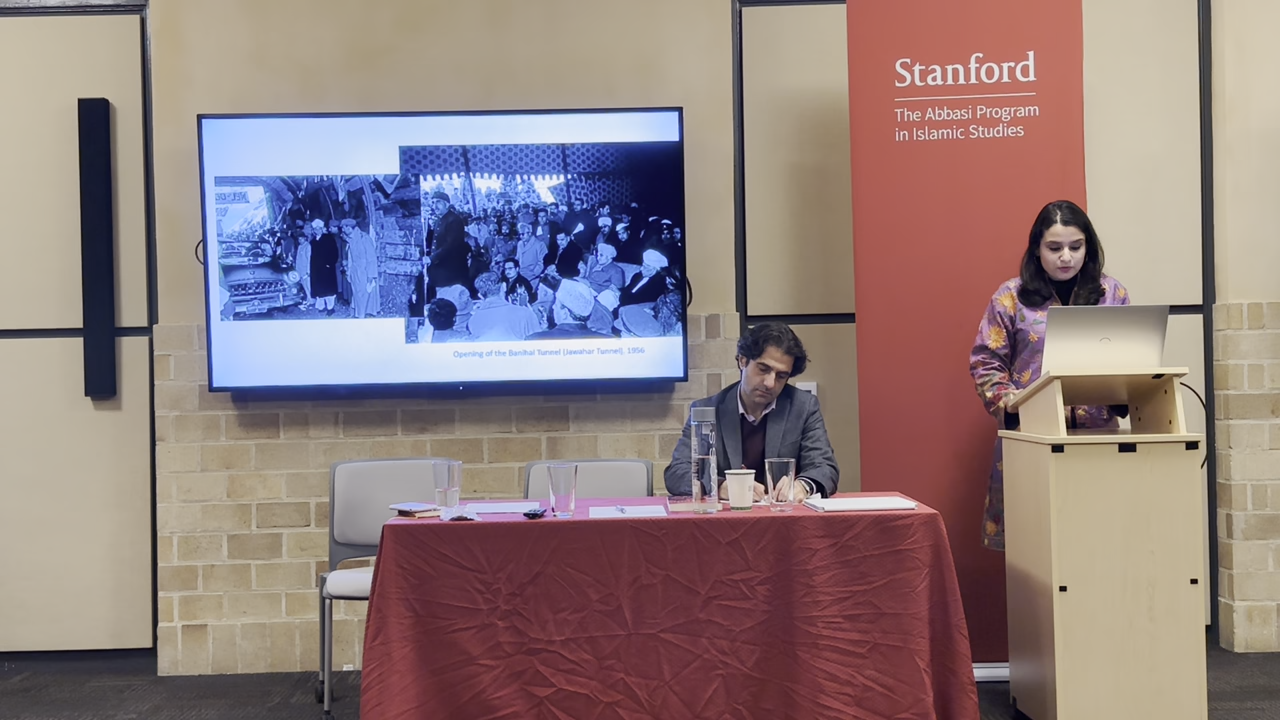 Stanford
The Abbasi Program
in Islamic Studies
Opening of the Banihal Tunnel (Jawahar Tunnel), 1956